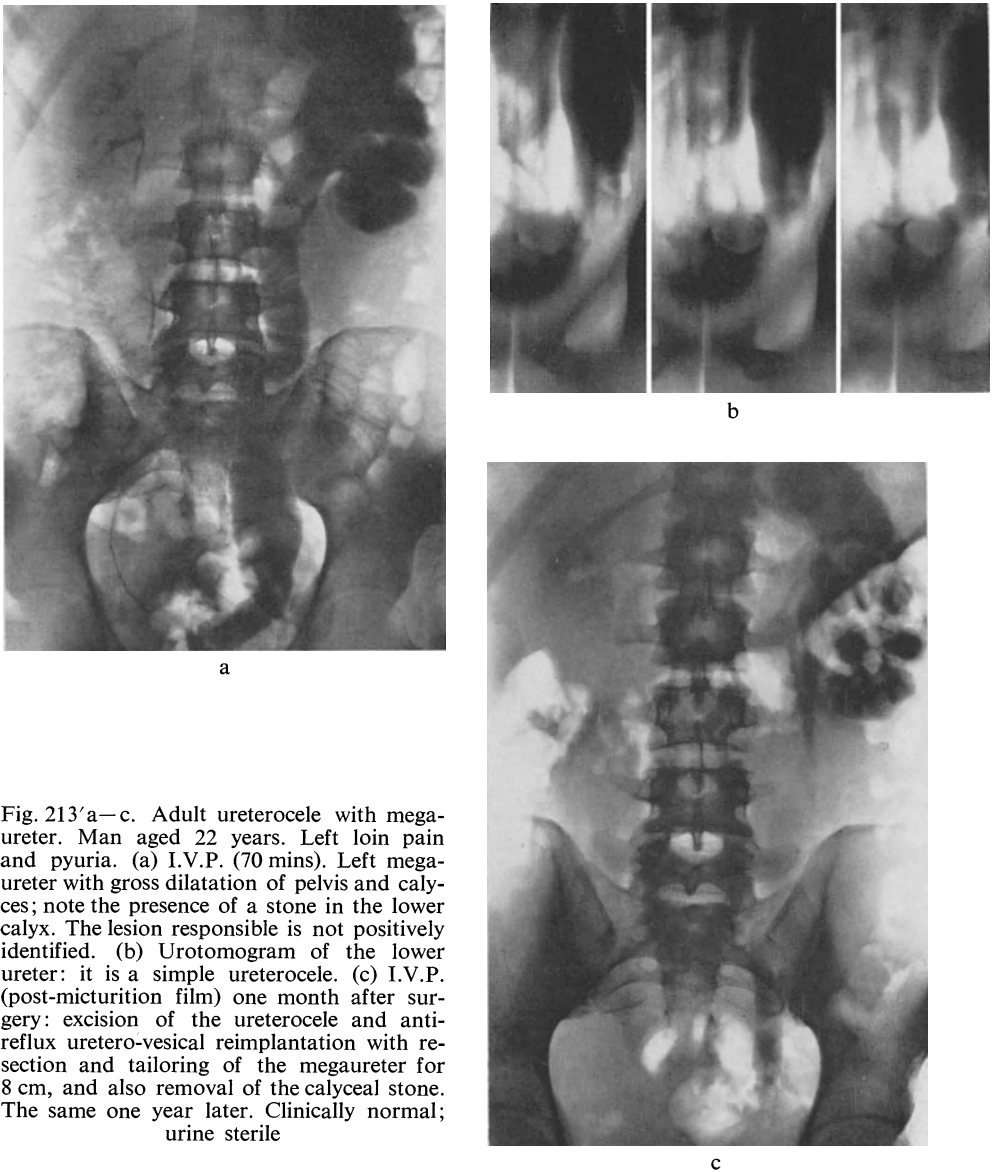 a
b
Fig. 213′a—c. Adult ureterocele with mega-
ureter. Man aged 22 years. Left loin pain
and pyuria. (a) I.V.P. (70 mins). Left mega-
ureter with gross dilatation of pelvis and caly-
ces; note the presence of a stone in the lower
calyx. The lesion responsible is not positively
identified. (b) Urotomogram of the lower
ureter: it is a simple ureterocele. (c) I.V.P.
(post-micturition film) one month after sur-
gery: excision of the ureterocele and anti-
reflux uretero-vesical reimplantation with re-
section and tailoring of the megaureter for
8 cm, and also removal of the calyceal stone.
The same one year later. Clinically normal;
urine sterile
c